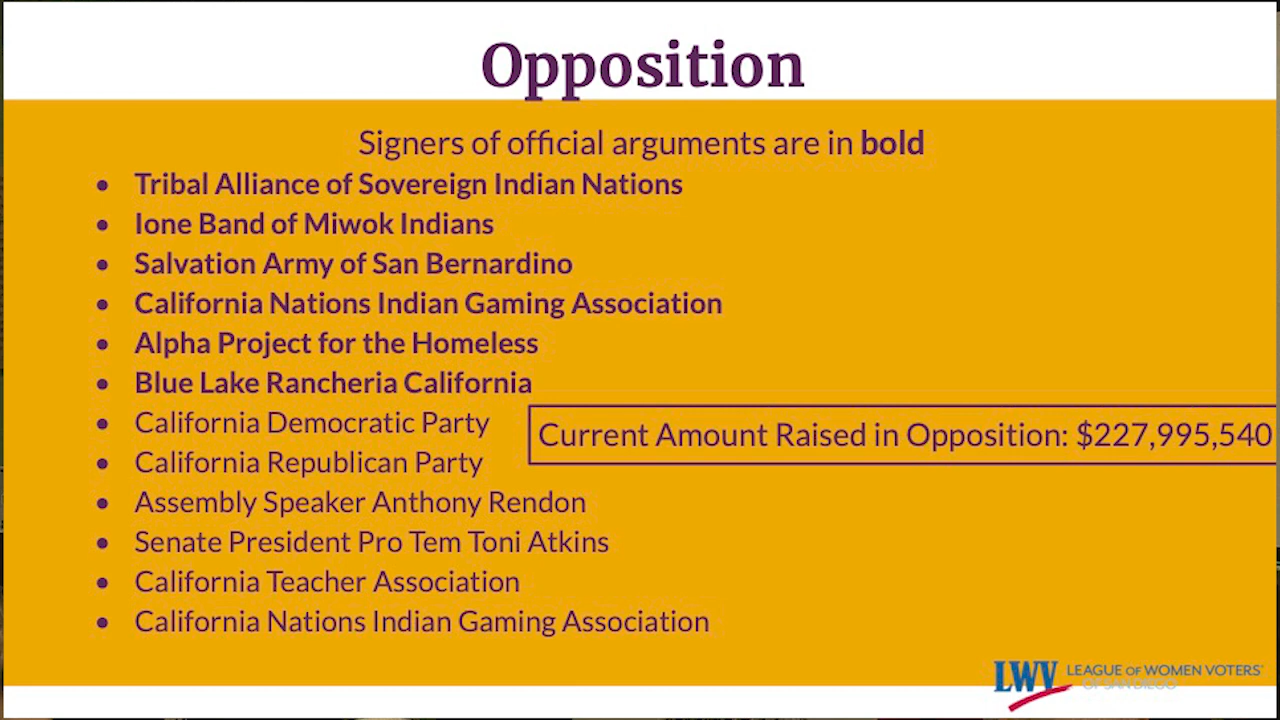 Opposition
Signers of official arguments are in bold
• Tribal Alliance of Sovereign Indian Nations
• Ione Band of Miwok Indians
• Salvation Army of San Bernardino
• California Nations Indian Gaming Association
• Alpha Project for the Homeless
• Blue Lake Rancheria California
• California Democratic Party
Current Amount Raised in Opposition: $227,995,540
• California Republican Party
• Assembly Speaker Anthony Rendon
• Senate President Pro Tem Toni Atkins
• California Teacher Association
• California Nations Indian Gaming Association
LWV LEAGUE OF WOMEN VOTERS®
OF SAN DIEGO